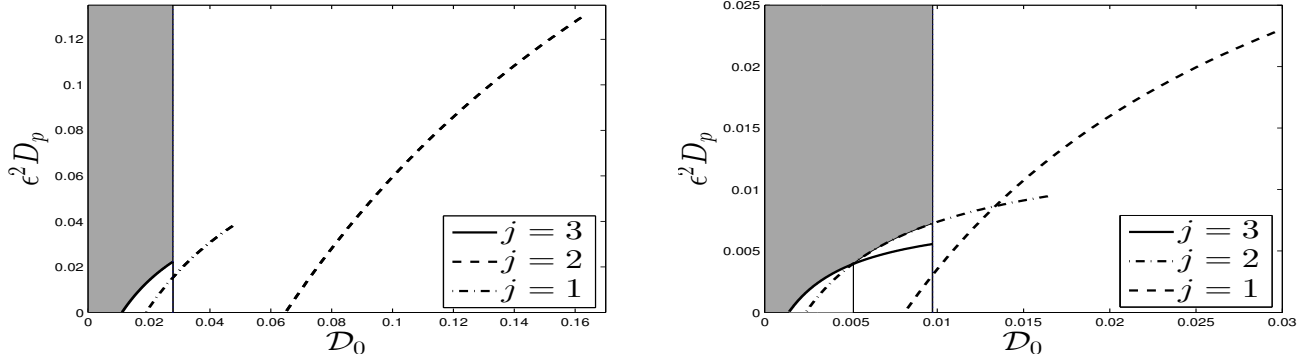 0.12
0.1
0.08
0.06
0.04
0.02
0
ϵ²D_p
0 0.02 0.04 0.06 0.08 0.1 0.12 0.14 0.16
𝒟₀
j = 3
j = 2
j = 1
0.025
0.02
0.015
0.01
0.005
0
ϵ²D_p
0 0.005 0.01 0.015 0.02 0.025 0.03
𝒟₀
j = 3
j = 2
j = 1